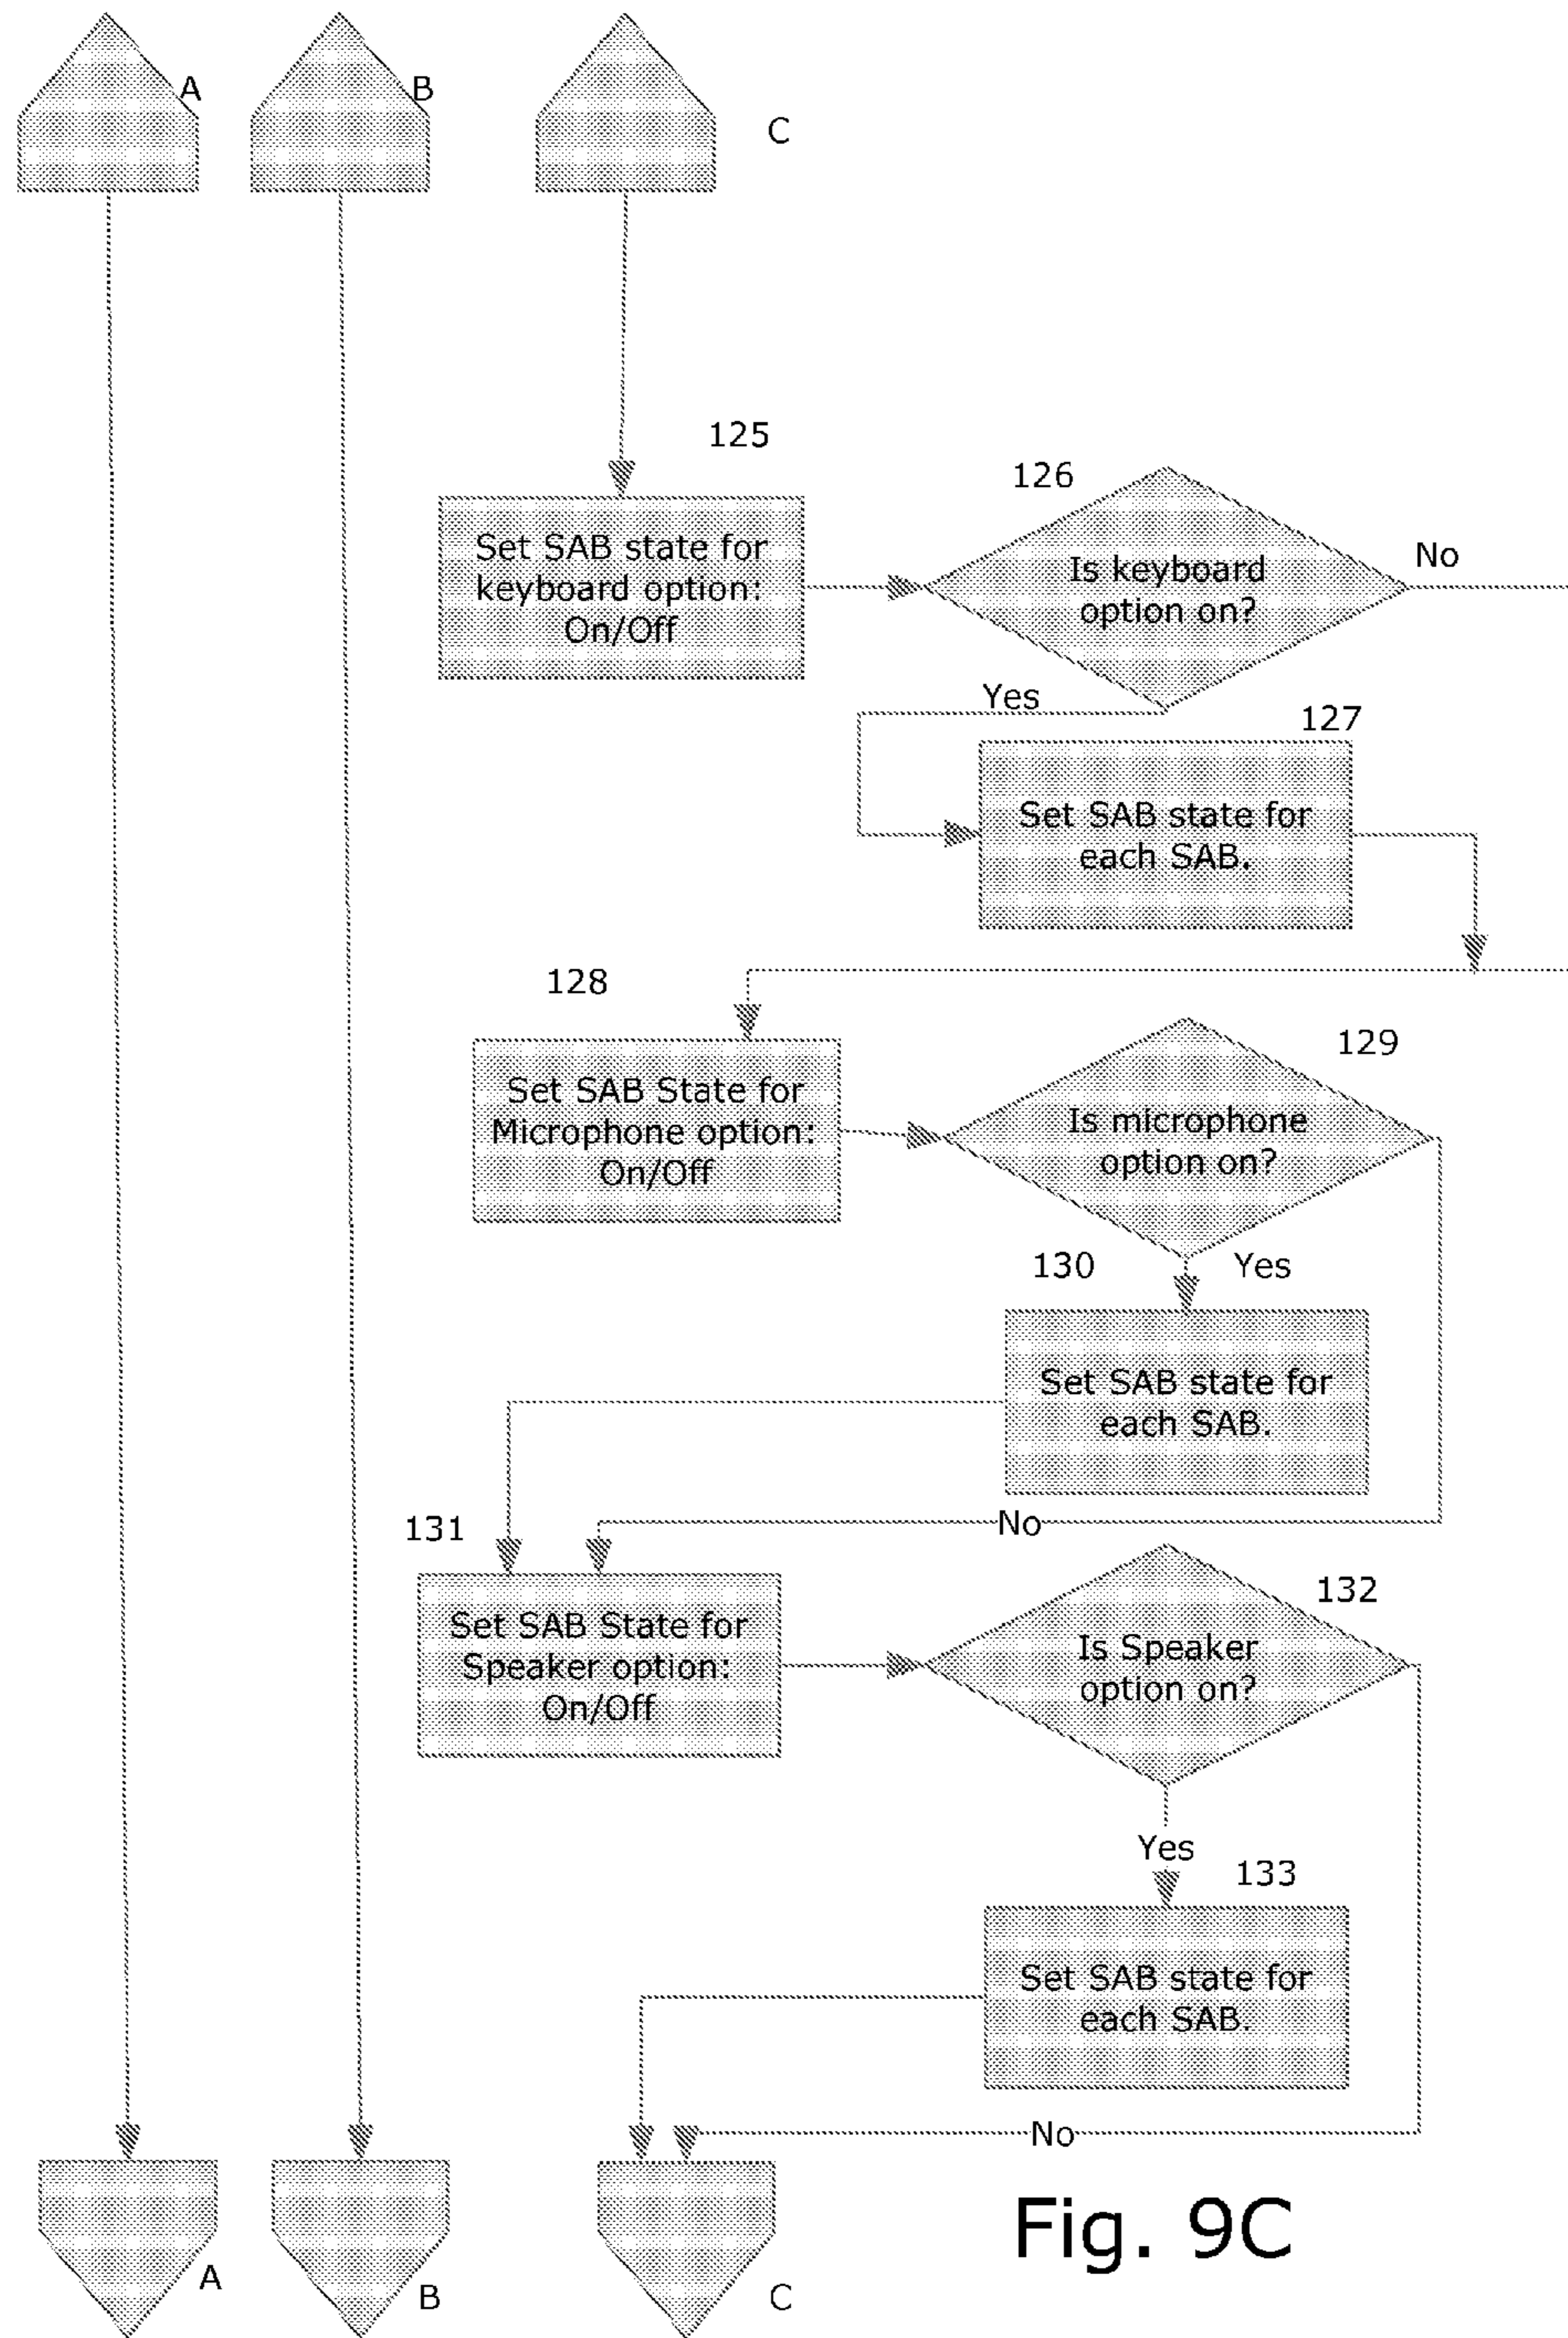 A
B
C
125
Set SAB state for
keyboard option:
On/Off
126
Is keyboard
option on?
No
Yes
127
Set SAB state for
each SAB.
128
Set SAB State for
Microphone option:
On/Off
129
Is microphone
option on?
130
Yes
Set SAB state for
each SAB.
No
131
Set SAB State for
Speaker option:
On/Off
132
Is Speaker
option on?
Yes
133
Set SAB state for
each SAB.
No
A
B
C
Fig. 9C